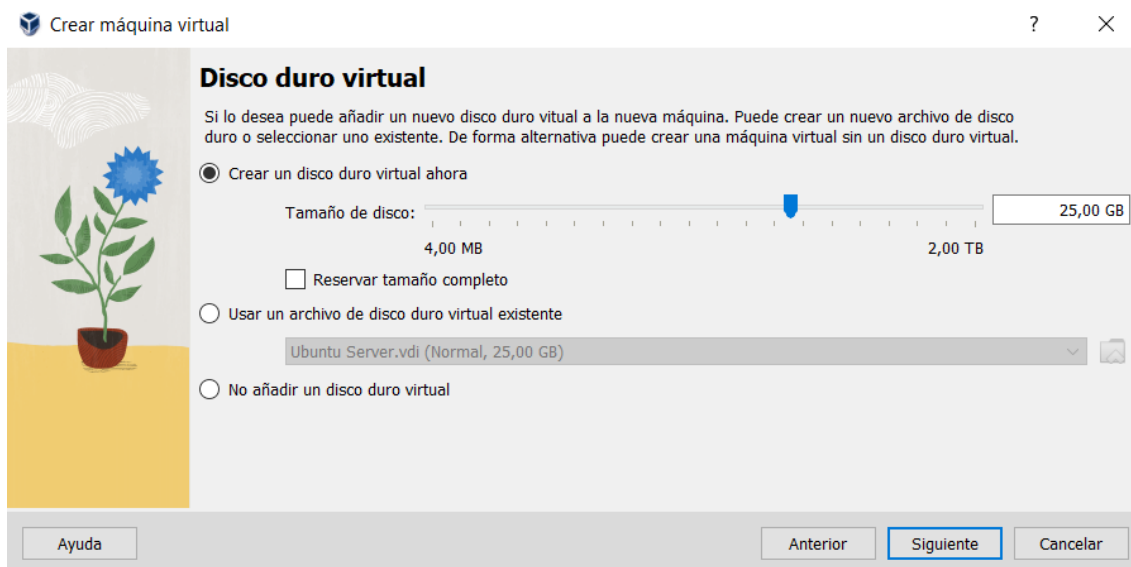 Crear máquina virtual
?
Disco duro virtual
Si lo desea puede añadir un nuevo disco duro vitual a la nueva máquina. Puede crear un nuevo archivo de disco
duro o seleccionar uno existente. De forma alternativa puede crear una máquina virtual sin un disco duro virtual.
Crear un disco duro virtual ahora
Tamaño de disco: 25,00 GB
4,00 MB 2,00 TB
Reservar tamaño completo
Usar un archivo de disco duro virtual existente
Ubuntu Server.vdi (Normal, 25,00 GB)
No añadir un disco duro virtual
Ayuda Anterior Siguiente Cancelar